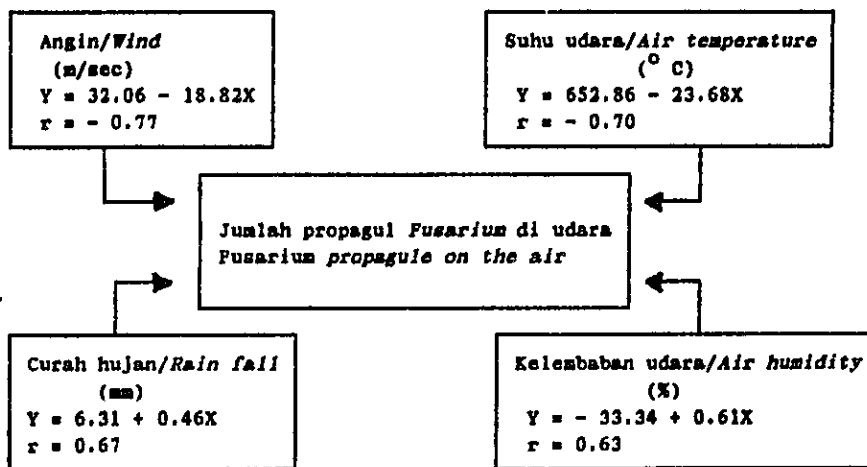 Angin/Wind
(m/sec)
Y = 32.06 - 18.82X
r = - 0.77
Suhu udara/Air temperature
(° C)
Y = 652.86 - 23.68X
r = - 0.70
Jumlah propagul Fusarium di udara
Fusarium propagule on the air
Curah hujan/Rain fall
(mm)
Y = 6.31 + 0.46X
r = 0.67
Kelembaban udara/Air humidity
(%)
Y = - 33.34 + 0.61X
r = 0.63